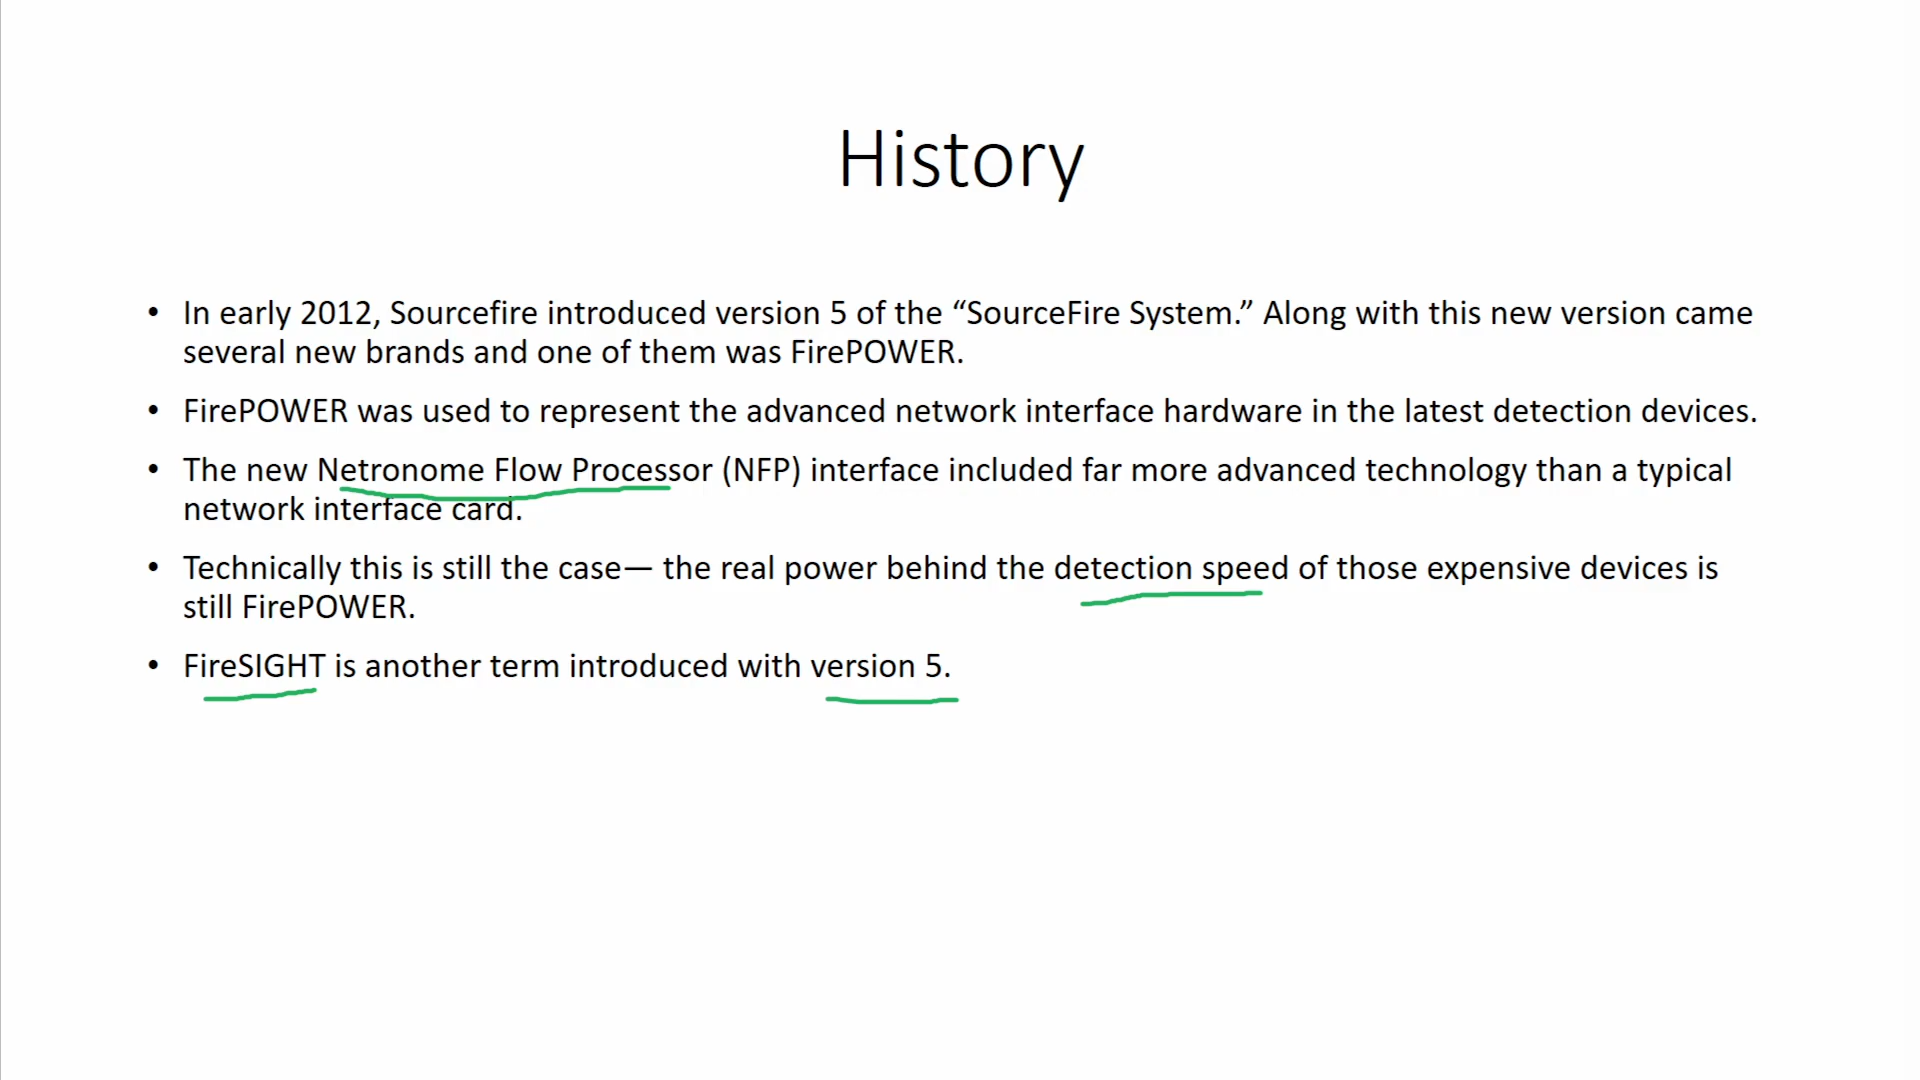 History
• In early 2012, Sourcefire introduced version 5 of the “SourceFire System.” Along with this new version came
several new brands and one of them was FirePOWER.
• FirePOWER was used to represent the advanced network interface hardware in the latest detection devices.
• The new Netronome Flow Processor (NFP) interface included far more advanced technology than a typical
network interface card.
• Technically this is still the case— the real power behind the detection speed of those expensive devices is
still FirePOWER.
• FireSIGHT is another term introduced with version 5.